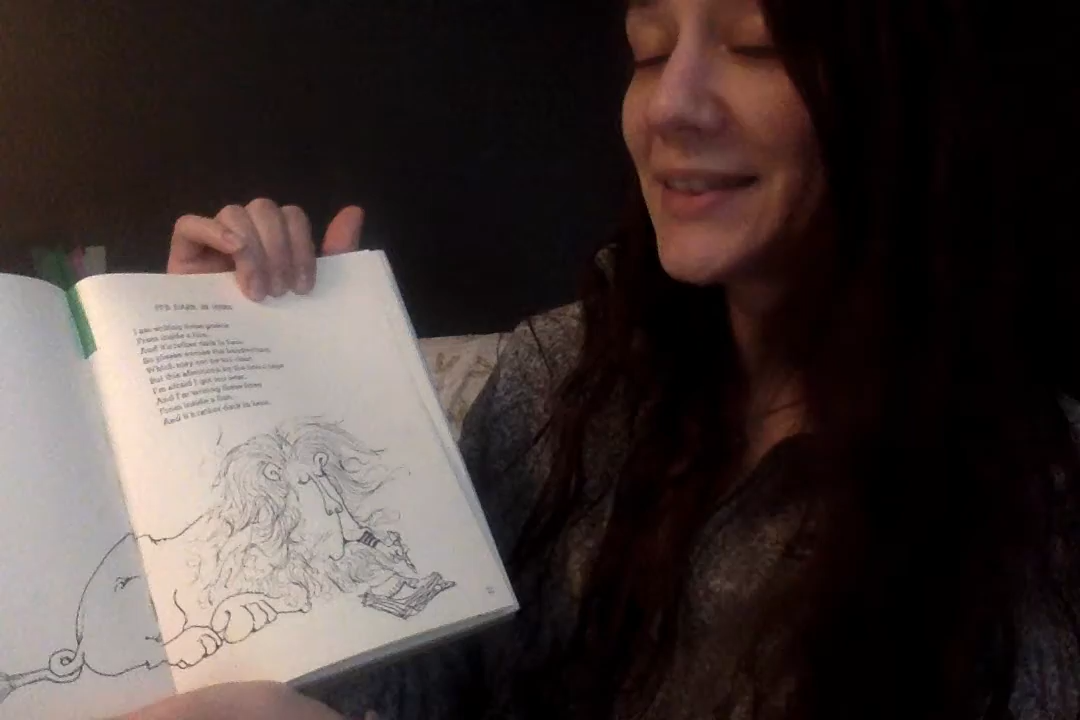 IT'S DARK IN HERE
I am writing these poems
From inside a lion,
And it's rather dark in here.
So please excuse the handwriting
Which may not be too clear.
But this afternoon by the lion's cage
I'm afraid I got too near.
And I'm writing these lines
From inside a lion,
And it's rather dark in here.